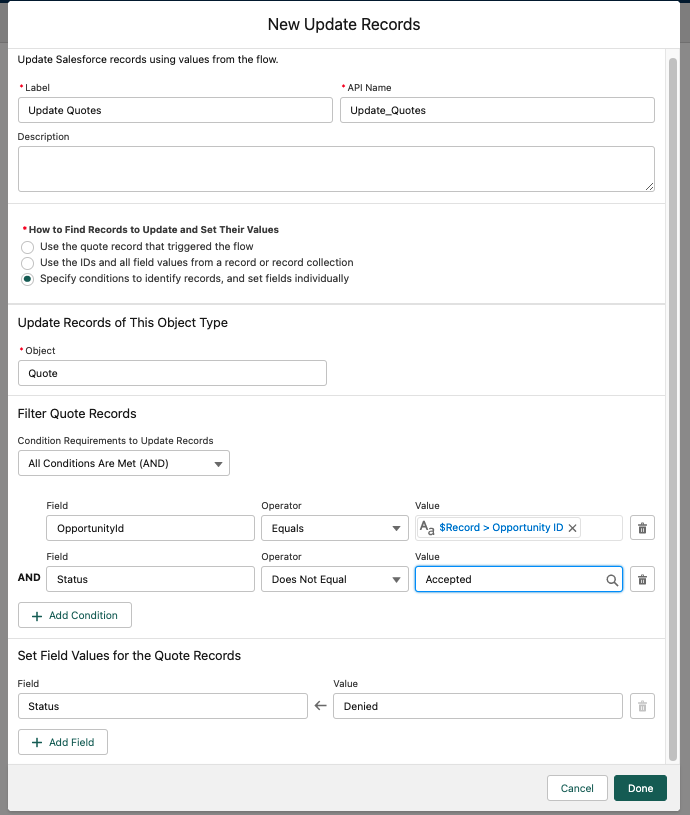 New Update Records
Update Salesforce records using values from the flow.
* Label
* API Name
Update Quotes
Update_Quotes
Description
* How to Find Records to Update and Set Their Values
Use the quote record that triggered the flow
Use the IDs and all field values from a record or record collection
Specify conditions to identify records, and set fields individually
Update Records of This Object Type
* Object
Quote
Filter Quote Records
Condition Requirements to Update Records
All Conditions Are Met (AND)
Field Operator Value
OpportunityId Equals Aa $Record > Opportunity ID ×
Field Operator Value
AND Status Does Not Equal Accepted
+ Add Condition
Set Field Values for the Quote Records
Field Value
Status ← Denied
+ Add Field
Cancel Done